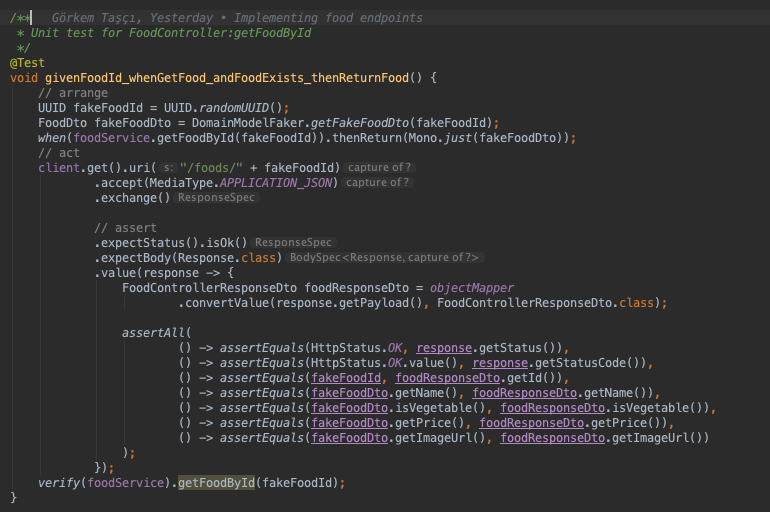 /**    Görkem Taşçı, Yesterday • Implementing food endpoints
 * Unit test for FoodController:getFoodById
 */
@Test
void givenFoodId_whenGetFood_andFoodExists_thenReturnFood() {
    // arrange
    UUID fakeFoodId = UUID.randomUUID();
    FoodDto fakeFoodDto = DomainModelFaker.getFakeFoodDto(fakeFoodId);
    when(foodService.getFoodById(fakeFoodId)).thenReturn(Mono.just(fakeFoodDto));
    // act
    client.get().uri( s: "/foods/" + fakeFoodId) capture of ?
            .accept(MediaType.APPLICATION_JSON) capture of ?
            .exchange() ResponseSpec
            // assert
            .expectStatus().isOk() ResponseSpec
            .expectBody(Response.class) BodySpec<Response, capture of ?>
            .value(response -> {
                FoodControllerResponseDto foodResponseDto = objectMapper
                        .convertValue(response.getPayload(), FoodControllerResponseDto.class);
                assertAll(
                        () -> assertEquals(HttpStatus.OK, response.getStatus()),
                        () -> assertEquals(HttpStatus.OK.value(), response.getStatusCode()),
                        () -> assertEquals(fakeFoodId, foodResponseDto.getId()),
                        () -> assertEquals(fakeFoodDto.getName(), foodResponseDto.getName()),
                        () -> assertEquals(fakeFoodDto.isVegetable(), foodResponseDto.isVegetable()),
                        () -> assertEquals(fakeFoodDto.getPrice(), foodResponseDto.getPrice()),
                        () -> assertEquals(fakeFoodDto.getImageUrl(), foodResponseDto.getImageUrl())
                );
            });
    verify(foodService).getFoodById(fakeFoodId);
}